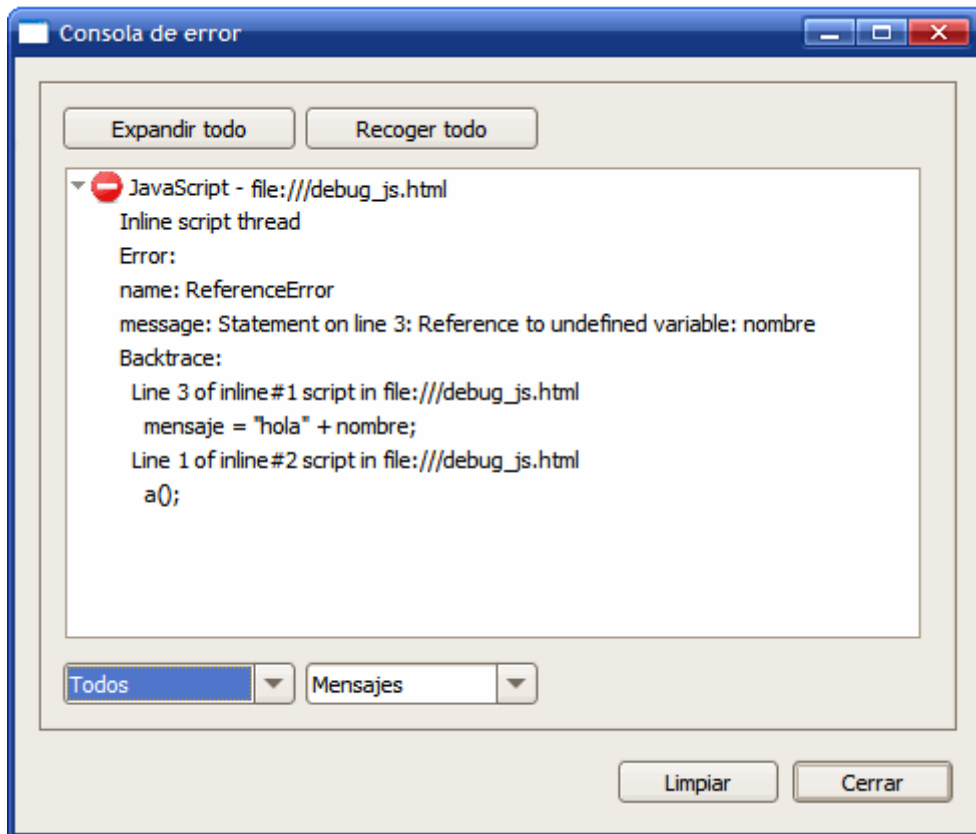 Consola de error
Expandir todo Recoger todo
JavaScript - file:///debug_js.html
Inline script thread
Error:
name: ReferenceError
message: Statement on line 3: Reference to undefined variable: nombre
Backtrace:
Line 3 of inline#1 script in file:///debug_js.html
mensaje = "hola" + nombre;
Line 1 of inline#2 script in file:///debug_js.html
a();
Todos Mensajes
Limpiar Cerrar